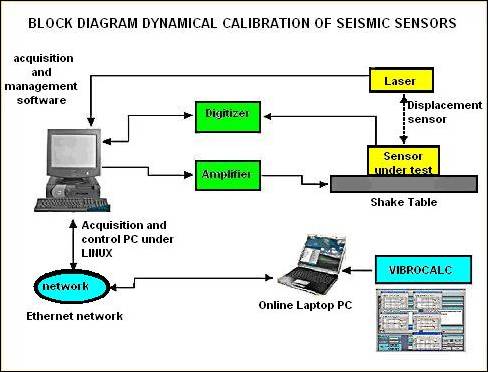 BLOCK DIAGRAM DYNAMICAL CALIBRATION OF SEISMIC SENSORS
acquisition
and
management
software
Laser
Digitizer
Displacement
sensor
Sensor
under test
Amplifier
Shake Table
Acquisition and
control PC under
LINUX
network
Ethernet network
Online Laptop PC
VIBROCALC